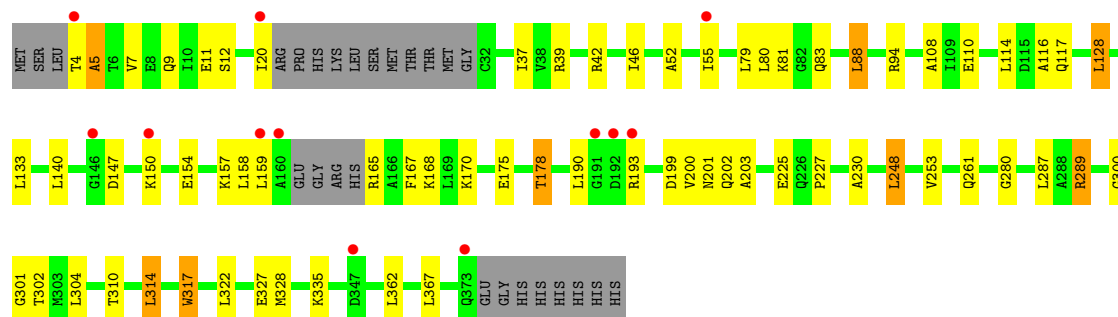 MET SER LEU T4 A5 T6 V7 E8 Q9 I10 E11 S12 I20 ARG PRO HIS LYS LEU SER MET THR THR MET GLY C32 I37 V38 R39 R42 I46 A52 I55 L79 L80 K81 G82 Q83 L88 R94 A108 I109 E110 L114 D115 A116 Q117 L128
L133 L140 G146 D147 K150 E154 K157 L158 L159 A160 GLU GLY ARG HIS R165 A166 F167 K168 L169 K170 E175 T178 L190 G191 D192 R193 D199 V200 N201 Q202 A203 E225 Q226 P227 A230 L248 V253 Q261 G280 L287 A288 R289
G301 T302 M303 L304 T310 L314 W317 L322 E327 M328 K335 D347 L362 L367 Q373 GLU GLY HIS HIS HIS HIS HIS HIS